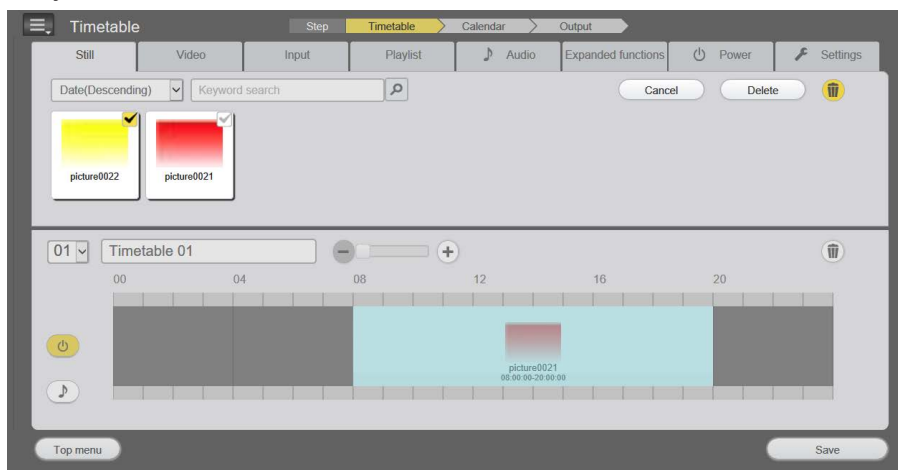 Timetable
Step
Timetable
Calendar
Output
Still
Video
Input
Playlist
Audio
Expanded functions
Power
Settings
Date(Descending)
Keyword search
Cancel
Delete
picture0022
picture0021
01
Timetable 01
00
04
08
12
16
20
picture0021
08:00:00-20:00:00
Top menu
Save